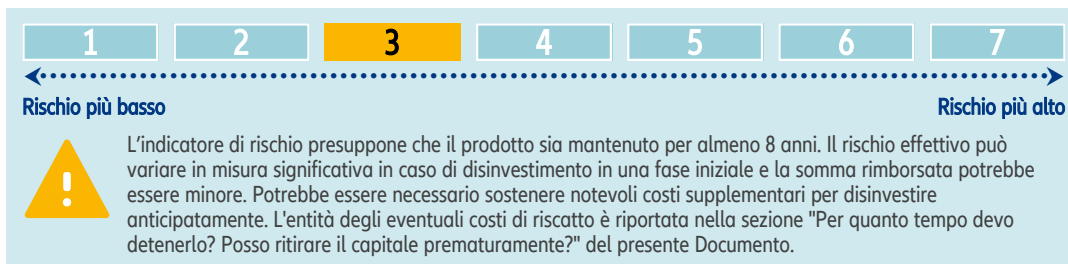 1 2 3 4 5 6 7
Rischio più basso Rischio più alto
L'indicatore di rischio presuppone che il prodotto sia mantenuto per almeno 8 anni. Il rischio effettivo può
variare in misura significativa in caso di disinvestimento in una fase iniziale e la somma rimborsata potrebbe
essere minore. Potrebbe essere necessario sostenere notevoli costi supplementari per disinvestire
anticipatamente. L'entità degli eventuali costi di riscatto è riportata nella sezione "Per quanto tempo devo
detenerlo? Posso ritirare il capitale prematuramente?" del presente Documento.